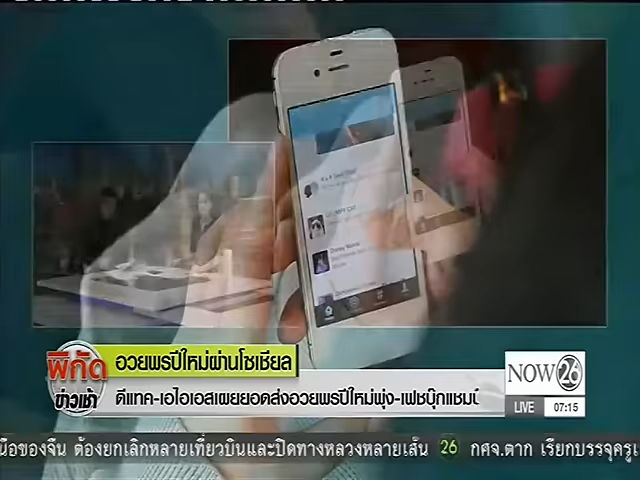 พิกัด
ข่าวเช้า
อวยพรปีใหม่ผ่านโซเชียล
ดีแทค-เอไอเอสเผยยอดส่งอวยพรปีใหม่พุ่ง-เฟซบุ๊กแชมป์
NOW26
LIVE 07:15
นือของจีน ต้องยกเลิกหลายเที่ยวบินและปิดทางหลวงหลายเส้น 26 กศจ.ตาก เรียกบรรจุครู